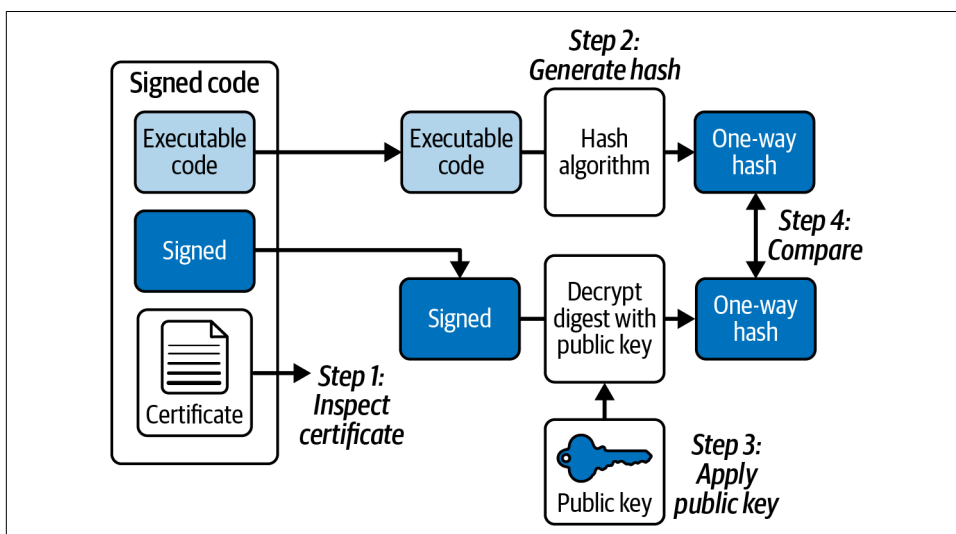 Step 2:
Generate hash
Signed code
Executable
code
Executable
code
Hash
algorithm
One-way
hash
Step 4:
Compare
Signed
Signed
Decrypt
digest with
public key
One-way
hash
Certificate
Step 1:
Inspect
certificate
Public key
Step 3:
Apply
public key